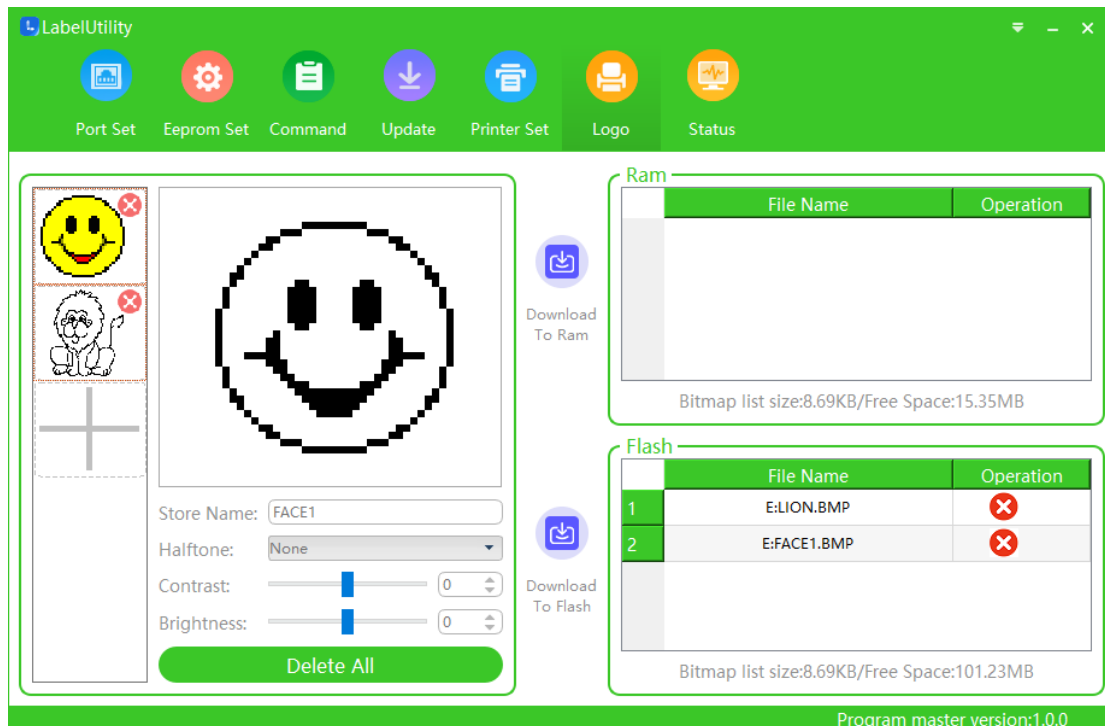 LabelUtility
Port Set
Eeprom Set
Command
Update
Printer Set
Logo
Status
Store Name: FACE1
Halftone: None
Contrast: 0
Brightness: 0
Delete All
Download
To Ram
Download
To Flash
Ram
File Name Operation
Bitmap list size:8.69KB/Free Space:15.35MB
Flash
File Name Operation
1 E:LION.BMP
2 E:FACE1.BMP
Bitmap list size:8.69KB/Free Space:101.23MB
Program master version:1.0.0